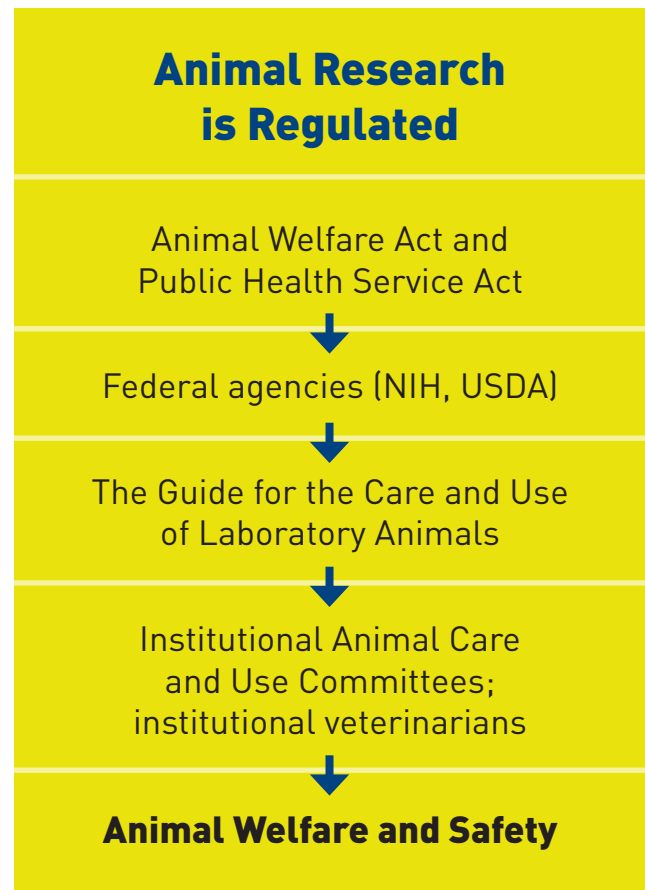 Animal Research
is Regulated
Animal Welfare Act and
Public Health Service Act
Federal agencies (NIH, USDA)
The Guide for the Care and Use
of Laboratory Animals
Institutional Animal Care
and Use Committees;
institutional veterinarians
Animal Welfare and Safety